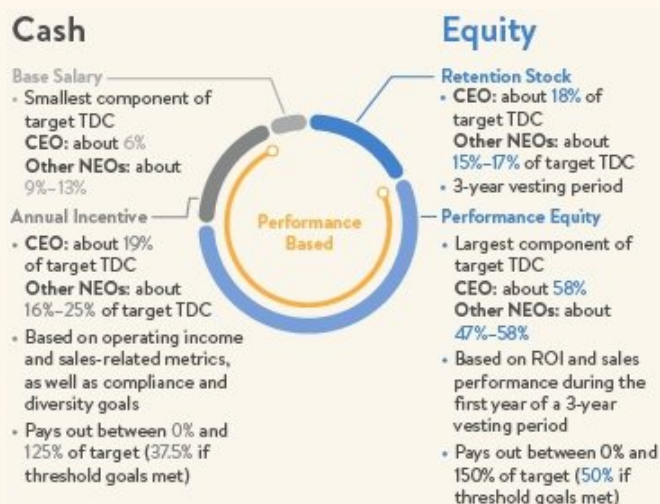 Cash
Base Salary
• Smallest component of
target TDC
CEO: about 6%
Other NEOs: about
9%–13%
Annual Incentive
• CEO: about 19%
of target TDC
Other NEOs: about
16%–25% of target TDC
• Based on operating income
and sales-related metrics,
as well as compliance and
diversity goals
• Pays out between 0% and
125% of target (37.5% if
threshold goals met)
Performance
Based
Equity
Retention Stock
• CEO: about 18% of
target TDC
Other NEOs: about
15%–17% of target TDC
• 3-year vesting period
Performance Equity
• Largest component of
target TDC
CEO: about 58%
Other NEOs: about
47%–58%
• Based on ROI and sales
performance during the
first year of a 3-year
vesting period
• Pays out between 0% and
150% of target (50% if
threshold goals met)